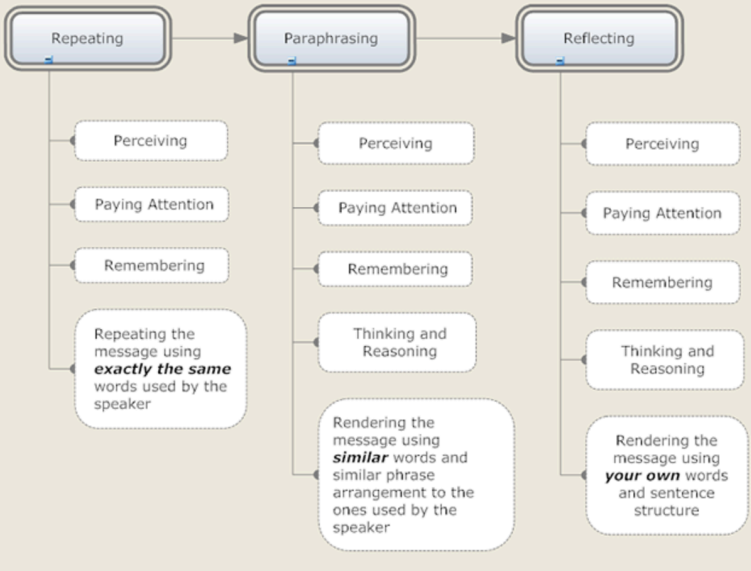 Repeating
Paraphrasing
Reflecting
Perceiving
Paying Attention
Remembering
Repeating the
message using
exactly the same
words used by the
speaker
Perceiving
Paying Attention
Remembering
Thinking and
Reasoning
Rendering the
message using
similar words and
similar phrase
arrangement to the
ones used by the
speaker
Perceiving
Paying Attention
Remembering
Thinking and
Reasoning
Rendering the
message using
your own words
and sentence
structure